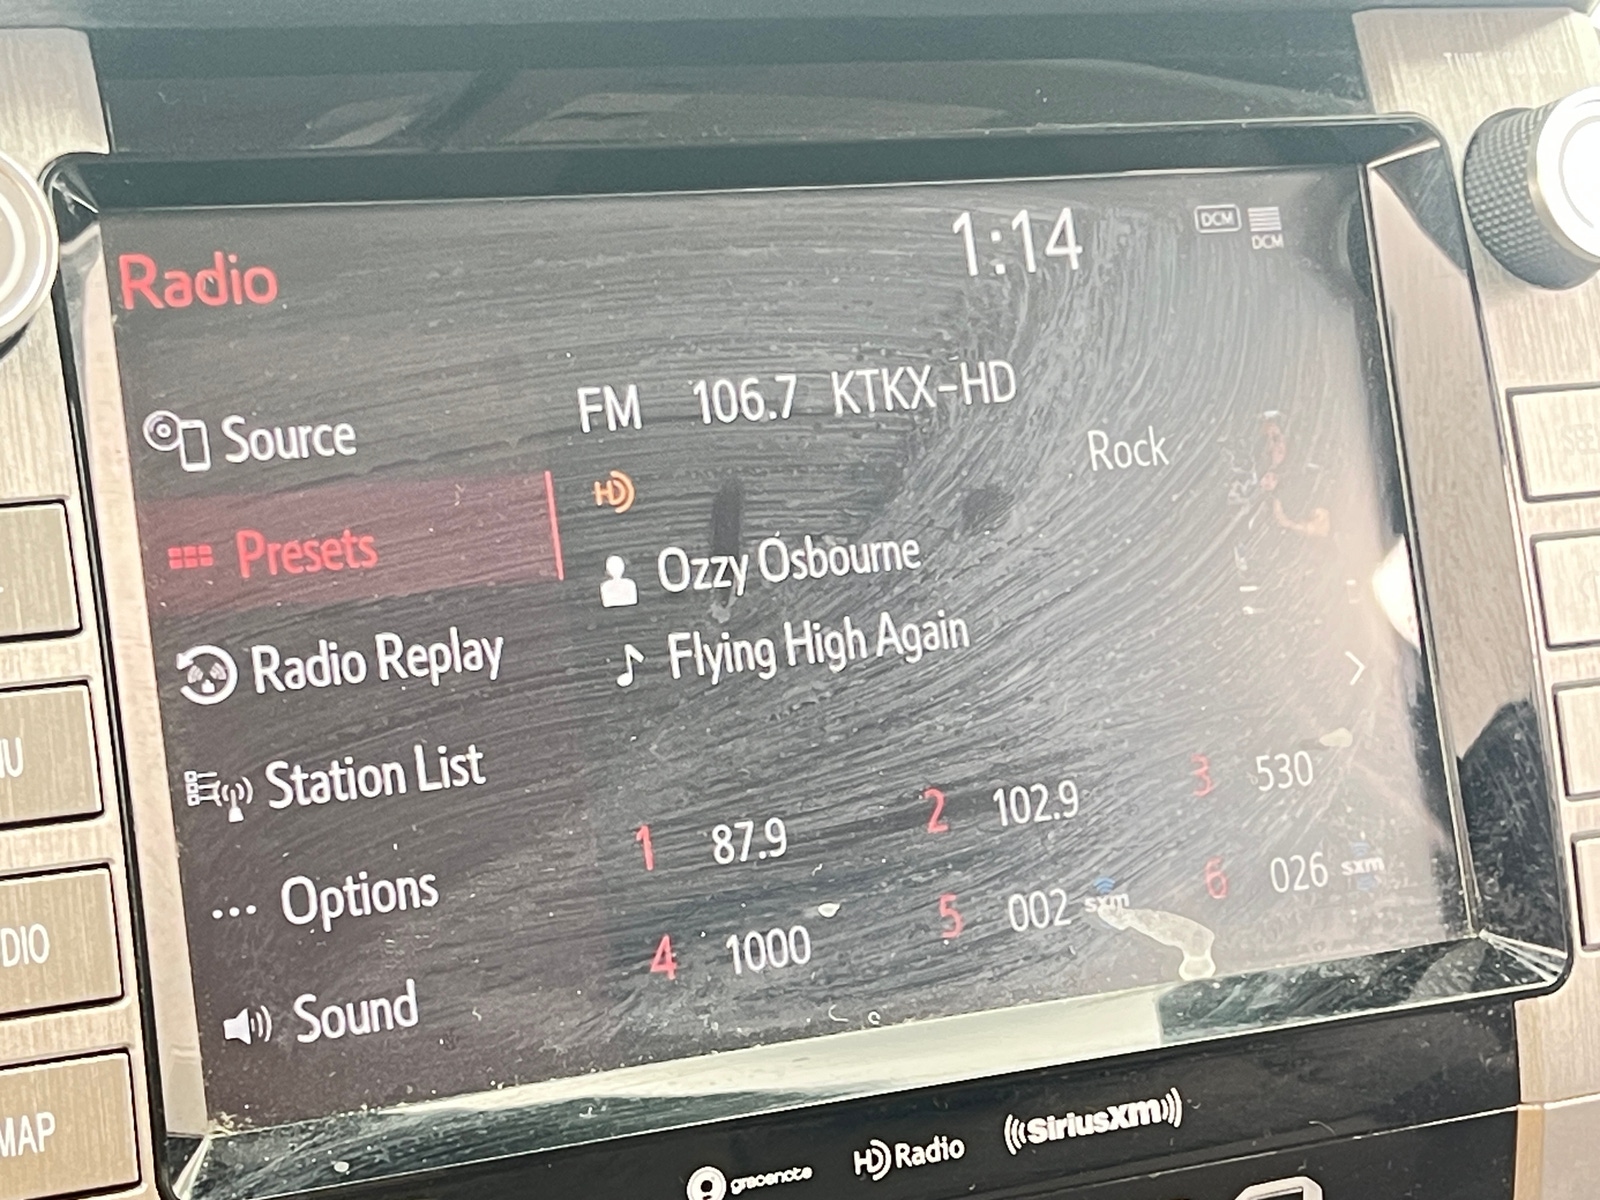 1:14
DCM
DCM
Radio
Source
FM 106.7 KTKX-HD
Rock
HD
Presets
Ozzy Osbourne
Flying High Again
Radio Replay
Station List
1 87.9 2 102.9 3 530
Options
4 1000 5 002 sxm 6 026 sxm
Sound
NU
DIO
MAP
gracenote HD Radio SiriusXM